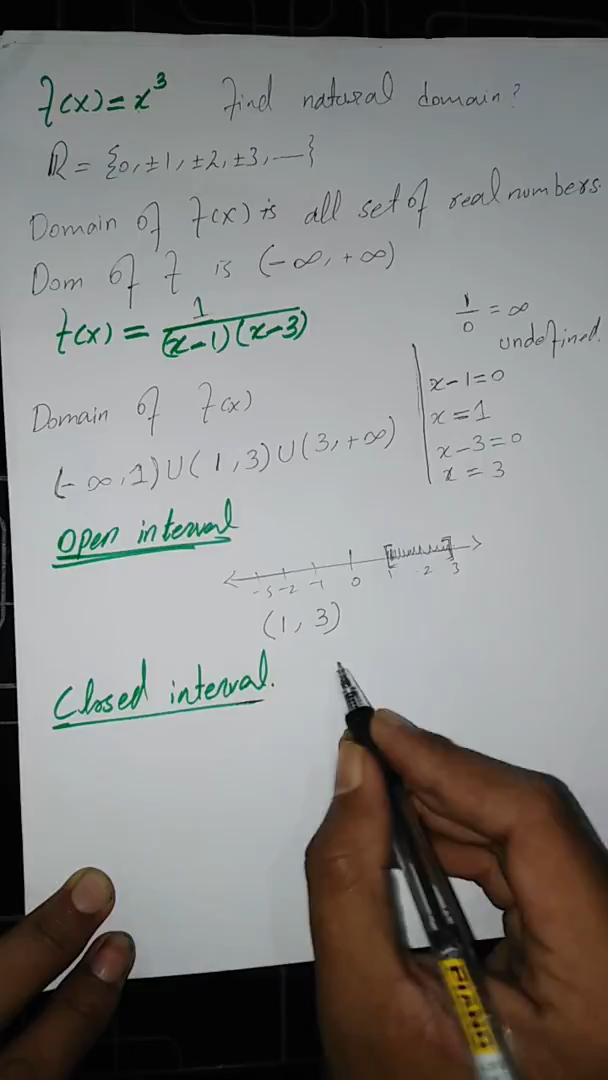 f(x) = x³ Find natural domain?
ℝ = {0, ±1, ±2, ±3, —}
Domain of f(x) is all set of real numbers.
Dom of f is (-∞, +∞)
f(x) = 1/((x-1)(x-3))
1/0 = ∞
undefined.
x-1=0
x=1
x-3=0
x = 3
Domain of f(x)
(-∞, 1) U (1, 3) U (3, +∞)
Open interval
-3 -2 -1 0 1 2 3
(1, 3)
Closed interval.
PIANO